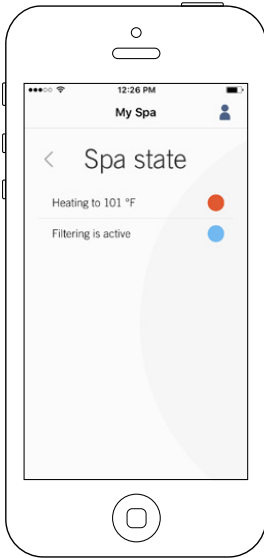 12:26 PM
My Spa
Spa state
Heating to 101 °F
Filtering is active